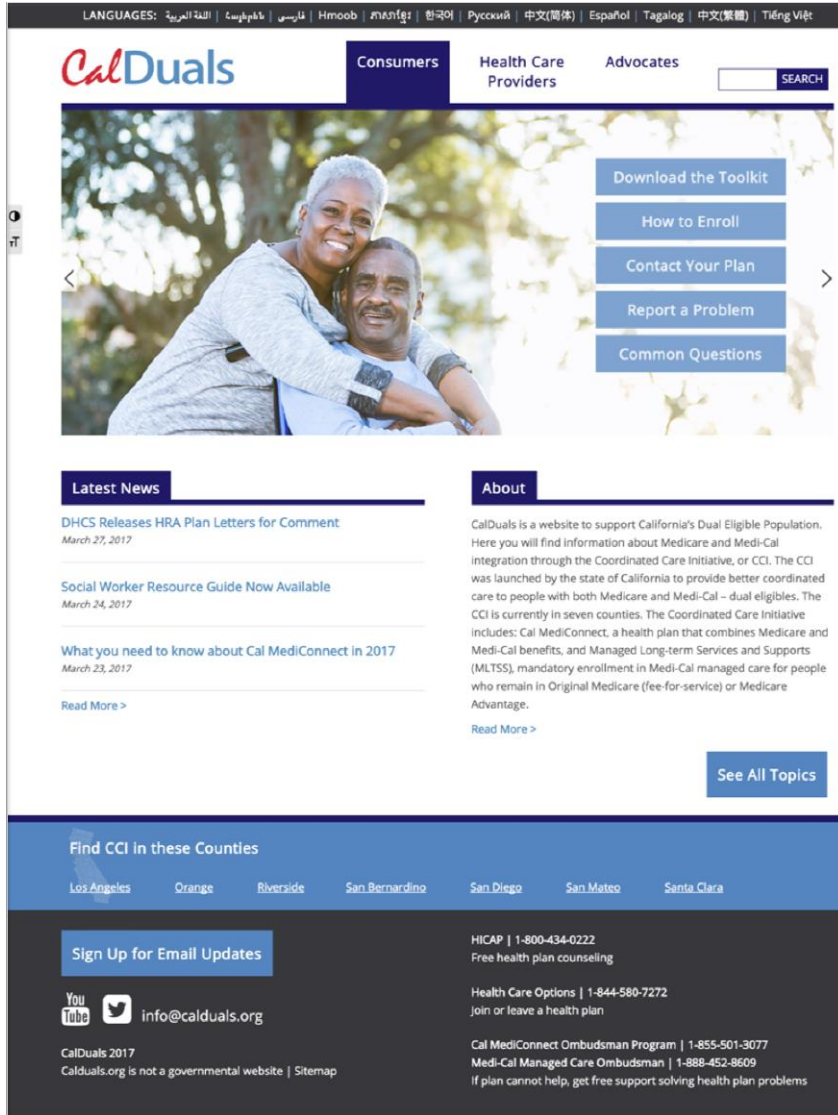 LANGUAGES: اللغة العربية | Հայերեն | فارسی | Hmoob | ភាសាខ្មែរ | 한국어 | Русский | 中文(简体) | Español | Tagalog | 中文(繁體) | Tiếng Việt
CalDuals
Consumers
Health Care
Providers
Advocates
SEARCH
Download the Toolkit
How to Enroll
Contact Your Plan
Report a Problem
Common Questions
Latest News
DHCS Releases HRA Plan Letters for Comment
March 27, 2017
Social Worker Resource Guide Now Available
March 24, 2017
What you need to know about Cal MediConnect in 2017
March 23, 2017
Read More >
About
CalDuals is a website to support California's Dual Eligible Population.
Here you will find information about Medicare and Medi-Cal
integration through the Coordinated Care Initiative, or CCI. The CCI
was launched by the state of California to provide better coordinated
care to people with both Medicare and Medi-Cal – dual eligibles. The
CCI is currently in seven counties. The Coordinated Care Initiative
includes: Cal MediConnect, a health plan that combines Medicare and
Medi-Cal benefits, and Managed Long-term Services and Supports
(MLTSS), mandatory enrollment in Medi-Cal managed care for people
who remain in Original Medicare (fee-for-service) or Medicare
Advantage.
Read More >
See All Topics
Find CCI in these Counties
Los Angeles Orange Riverside San Bernardino San Diego San Mateo Santa Clara
Sign Up for Email Updates
You
Tube
info@calduals.org
CalDuals 2017
Calduals.org is not a governmental website | Sitemap
HICAP | 1-800-434-0222
Free health plan counseling
Health Care Options | 1-844-580-7272
Join or leave a health plan
Cal MediConnect Ombudsman Program | 1-855-501-3077
Medi-Cal Managed Care Ombudsman | 1-888-452-8609
If plan cannot help, get free support solving health plan problems